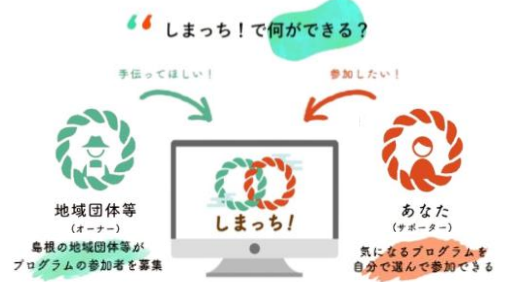 しまっち！で何ができる？
手伝ってほしい！
参加したい！
しまっち！
地域団体等
（オーナー）
島根の地域団体等が
プログラムの参加者を募集
あなた
（サポーター）
気になるプログラムを
自分で選んで参加できる